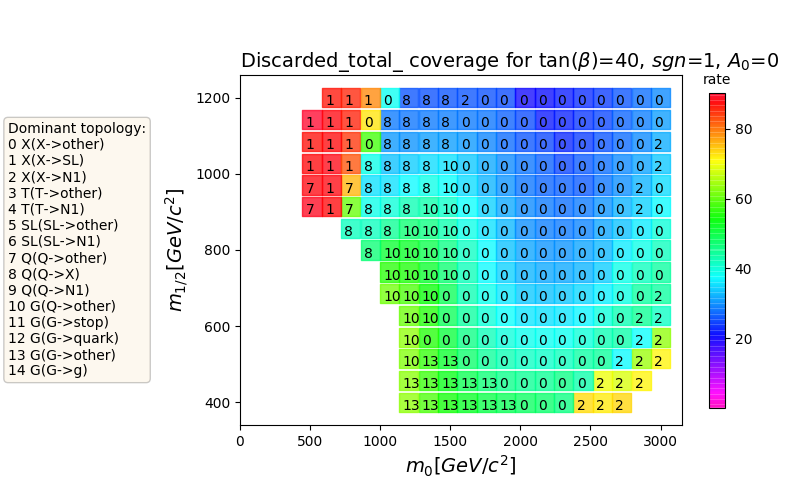 Discarded_total_ coverage for tan(β)=40, sgn=1, A₀=0
rate
Dominant topology:
0 X(X->other)
1 X(X->SL)
2 X(X->N1)
3 T(T->other)
4 T(T->N1)
5 SL(SL->other)
6 SL(SL->N1)
7 Q(Q->other)
8 Q(Q->X)
9 Q(Q->N1)
10 G(Q->other)
11 G(G->stop)
12 G(G->quark)
13 G(G->other)
14 G(G->g)
m₁/₂[GeV/c²]
1200
1000
800
600
400
1 1 1 0 8 8 8 2 0 0 0 0 0 0 0 0 0 0
1 1 1 0 8 8 8 8 0 0 0 0 0 0 0 0 0 0 0
1 1 1 0 8 8 8 8 0 0 0 0 0 0 0 0 0 0 2
1 1 1 8 8 8 8 10 0 0 0 0 0 0 0 0 0 0 2
7 1 7 8 8 8 8 10 0 0 0 0 0 0 0 0 0 2 0
7 1 7 8 8 8 10 10 0 0 0 0 0 0 0 0 0 2 0
8 8 8 10 10 10 0 0 0 0 0 0 0 0 0 0 0
8 10 10 10 10 0 0 0 0 0 0 0 0 0 0 0
10 10 10 10 0 0 0 0 0 0 0 0 0 0 0
10 10 10 0 0 0 0 0 0 0 0 0 0 0 2
10 10 0 0 0 0 0 0 0 0 0 0 2 2
10 0 0 0 0 0 0 0 0 0 0 0 2 2
10 13 13 0 0 0 0 0 0 0 0 2 2 2
13 13 13 13 13 0 0 0 0 0 2 2 2
13 13 13 13 13 13 0 0 0 2 2 2
0 500 1000 1500 2000 2500 3000
m₀[GeV/c²]
80
60
40
20